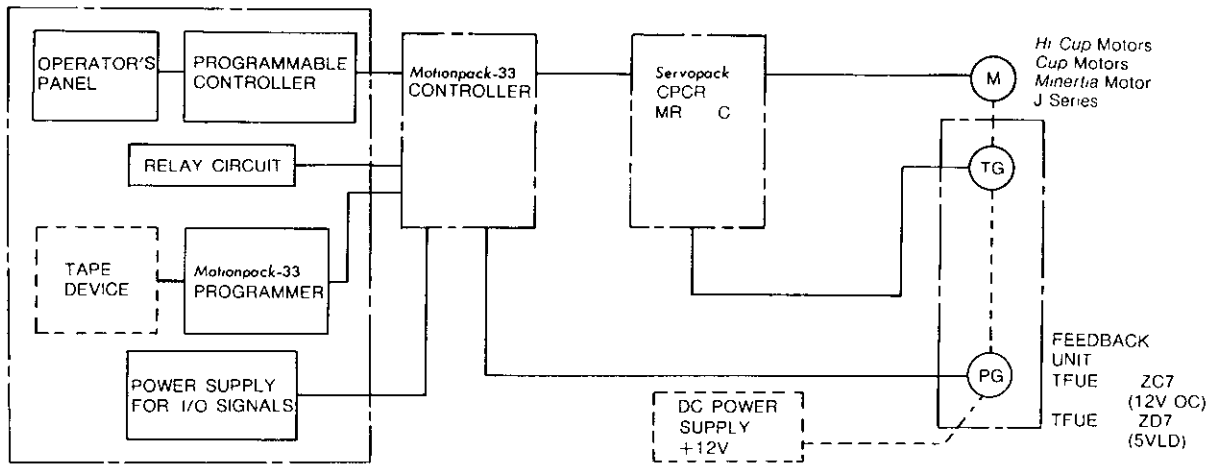 OPERATOR'S
PANEL
PROGRAMMABLE
CONTROLLER
Motionpack-33
CONTROLLER
Servopack
CPCR
MR C
M
Hi Cup Motors
Cup Motors
Minertia Motor
J Series
RELAY CIRCUIT
TG
TAPE
DEVICE
Motionpack-33
PROGRAMMER
POWER SUPPLY
FOR I/O SIGNALS
DC POWER
SUPPLY
+12V
PG
FEEDBACK
UNIT
TFUE ZC7
(12V OC)
TFUE ZD7
(5VLD)